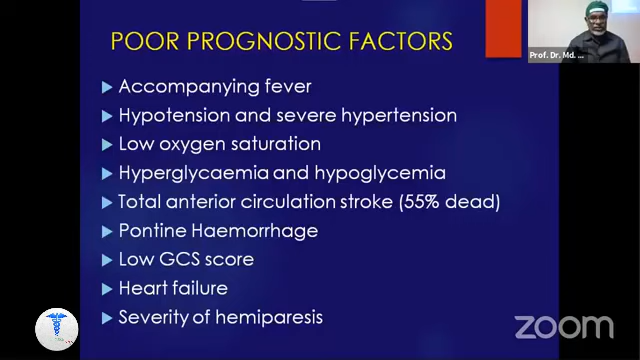 POOR PROGNOSTIC FACTORS
Prof. Dr. Md. ...
Accompanying fever
Hypotension and severe hypertension
Low oxygen saturation
Hyperglycaemia and hypoglycemia
Total anterior circulation stroke (55% dead)
Pontine Haemorrhage
Low GCS score
Heart failure
Severity of hemiparesis
zoom